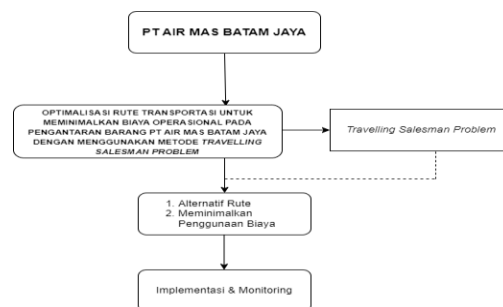 PT AIR MAS BATAM JAYA
OPTIMALISASI RUTE TRANSPORTASI UNTUK
MEMINIMALKAN BIAYA OPERASIONAL PADA
PENGANTARAN BARANG PT AIR MAS BATAM JAYA
DENGAN MENGGUNAKAN METODE TRAVELLING
SALESMAN PROBLEM
Travelling Salesman Problem
1. Alternatif Rute
2. Meminimalkan
Penggunaan Biaya
Implementasi & Monitoring